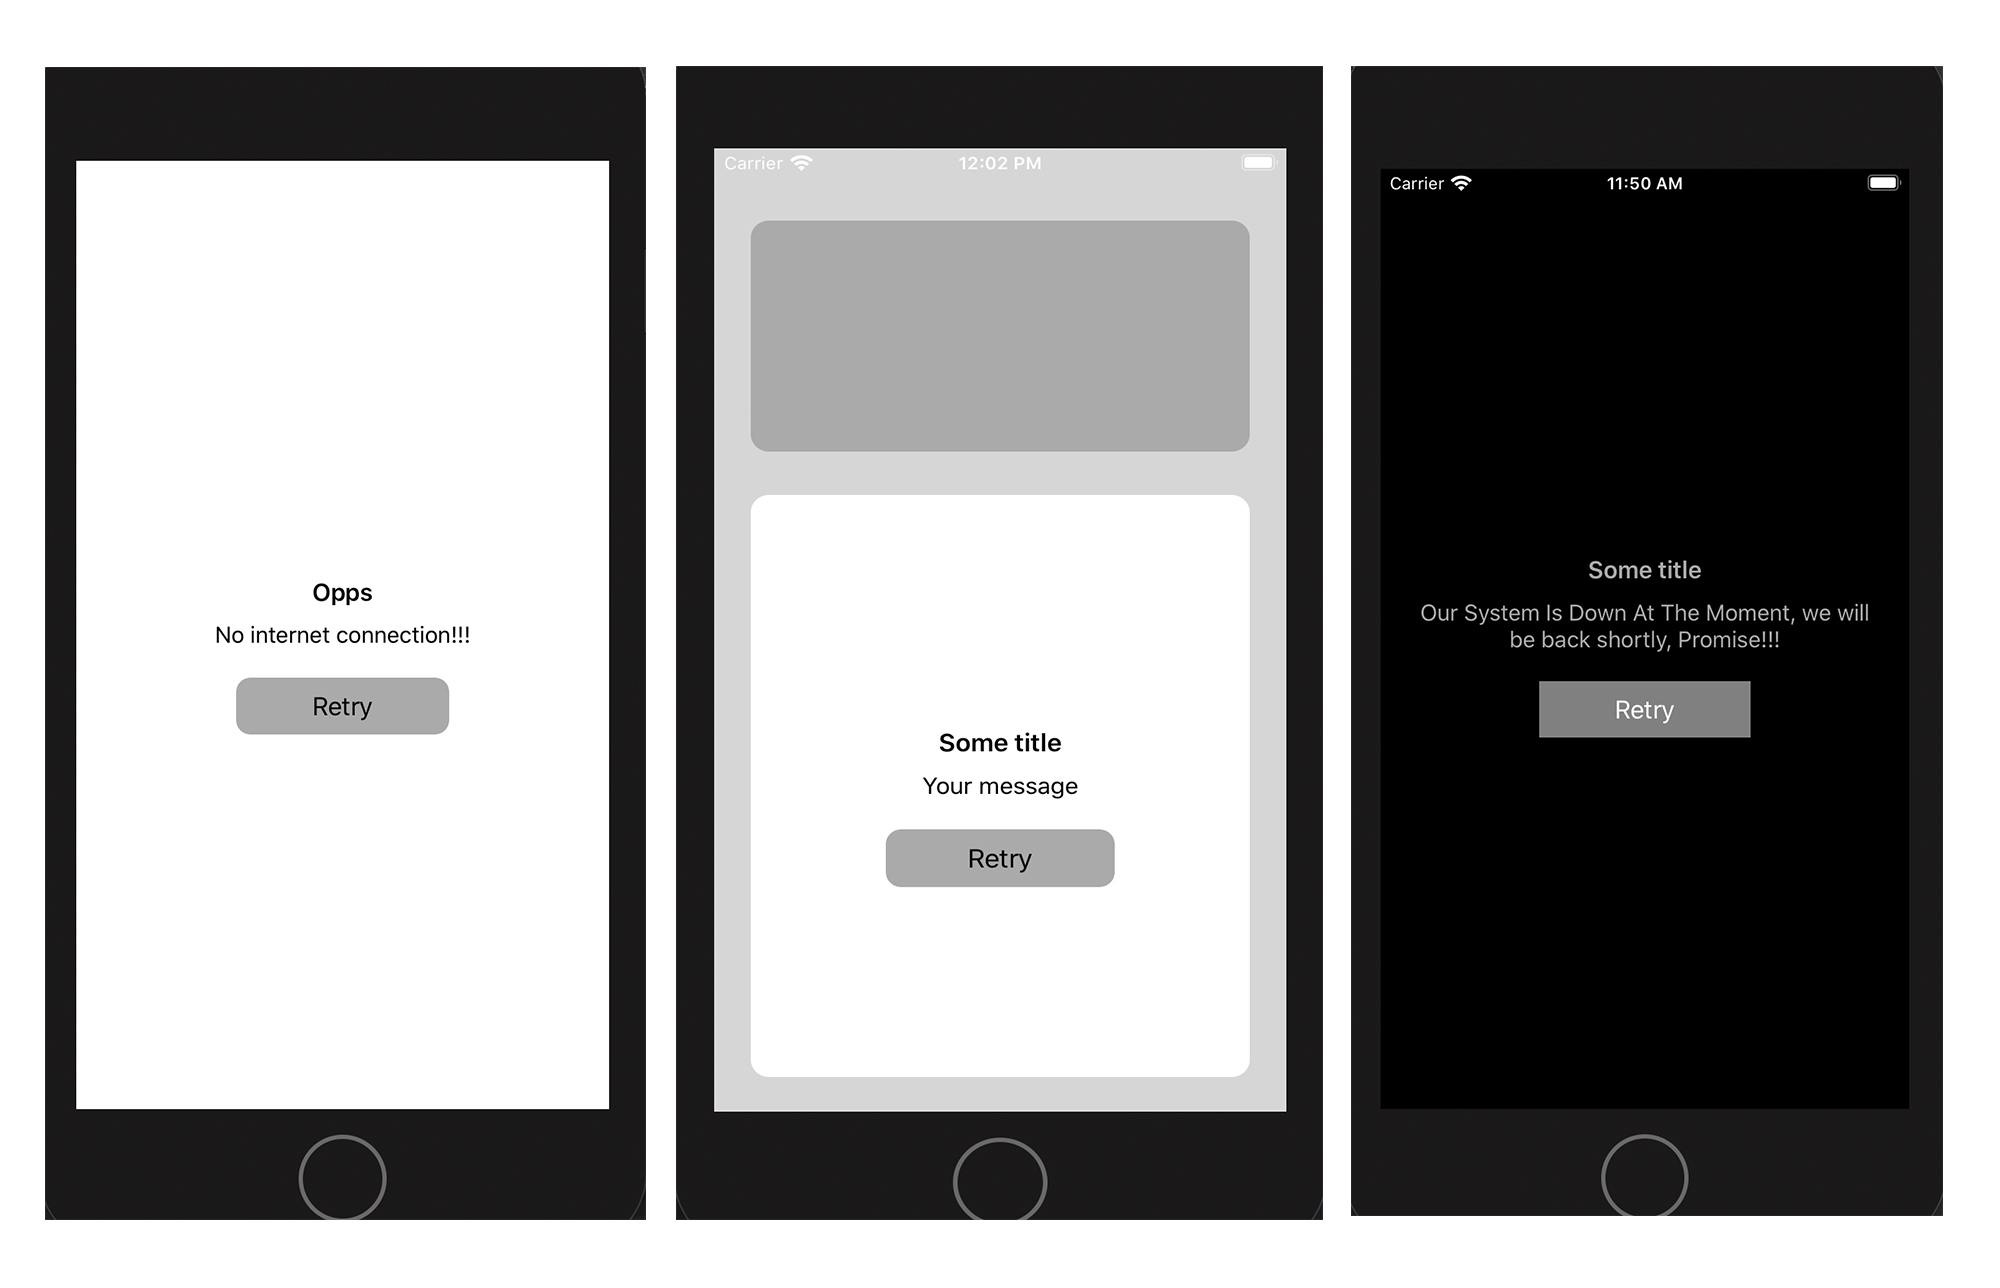 Opps
No internet connection!!!
Retry
Carrier 12:02 PM
Some title
Your message
Retry
Carrier 11:50 AM
Some title
Our System Is Down At The Moment, we will
be back shortly, Promise!!!
Retry